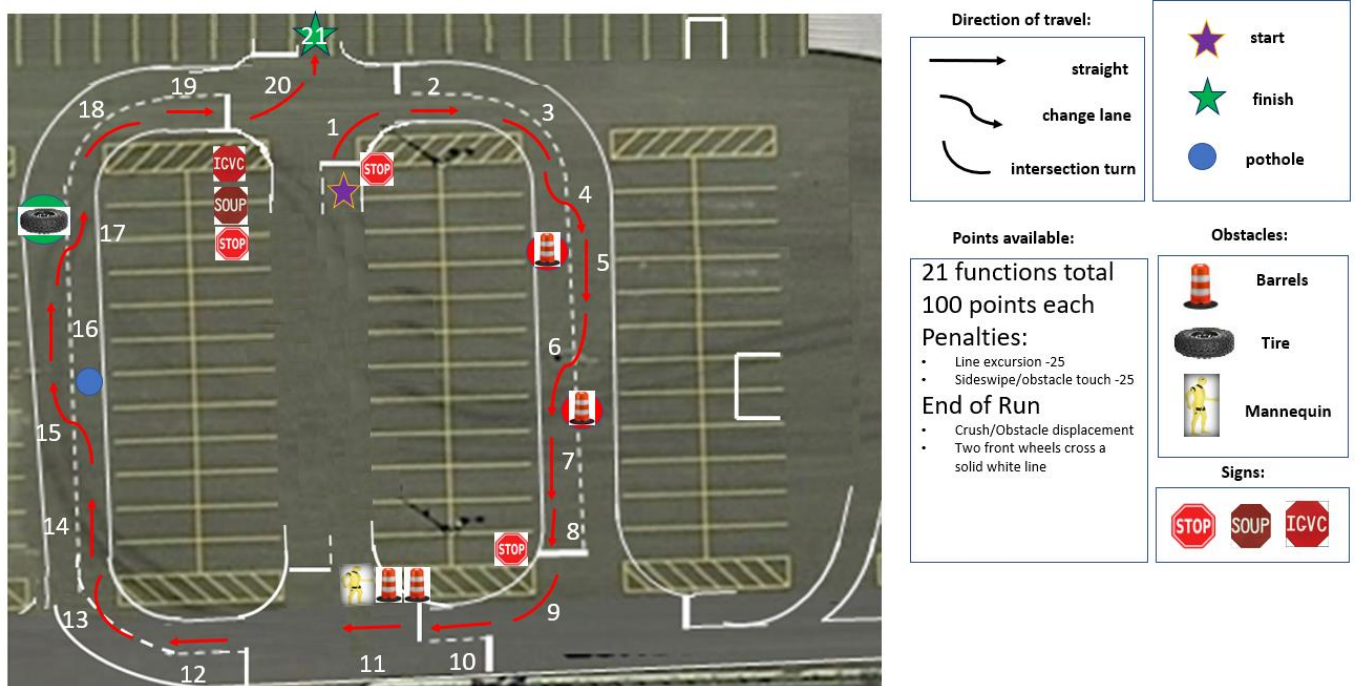 21
19
20
2
18
3
1
ICVC
STOP
SOUP
4
17
STOP
5
16
6
15
7
14
8
STOP
13
9
12
11
10
Direction of travel:
straight
change lane
intersection turn
start
finish
pothole
Points available:
21 functions total
100 points each
Penalties:
• Line excursion -25
• Sideswipe/obstacle touch -25
End of Run
• Crush/Obstacle displacement
• Two front wheels cross a
solid white line
Obstacles:
Barrels
Tire
Mannequin
Signs:
STOP SOUP ICVC